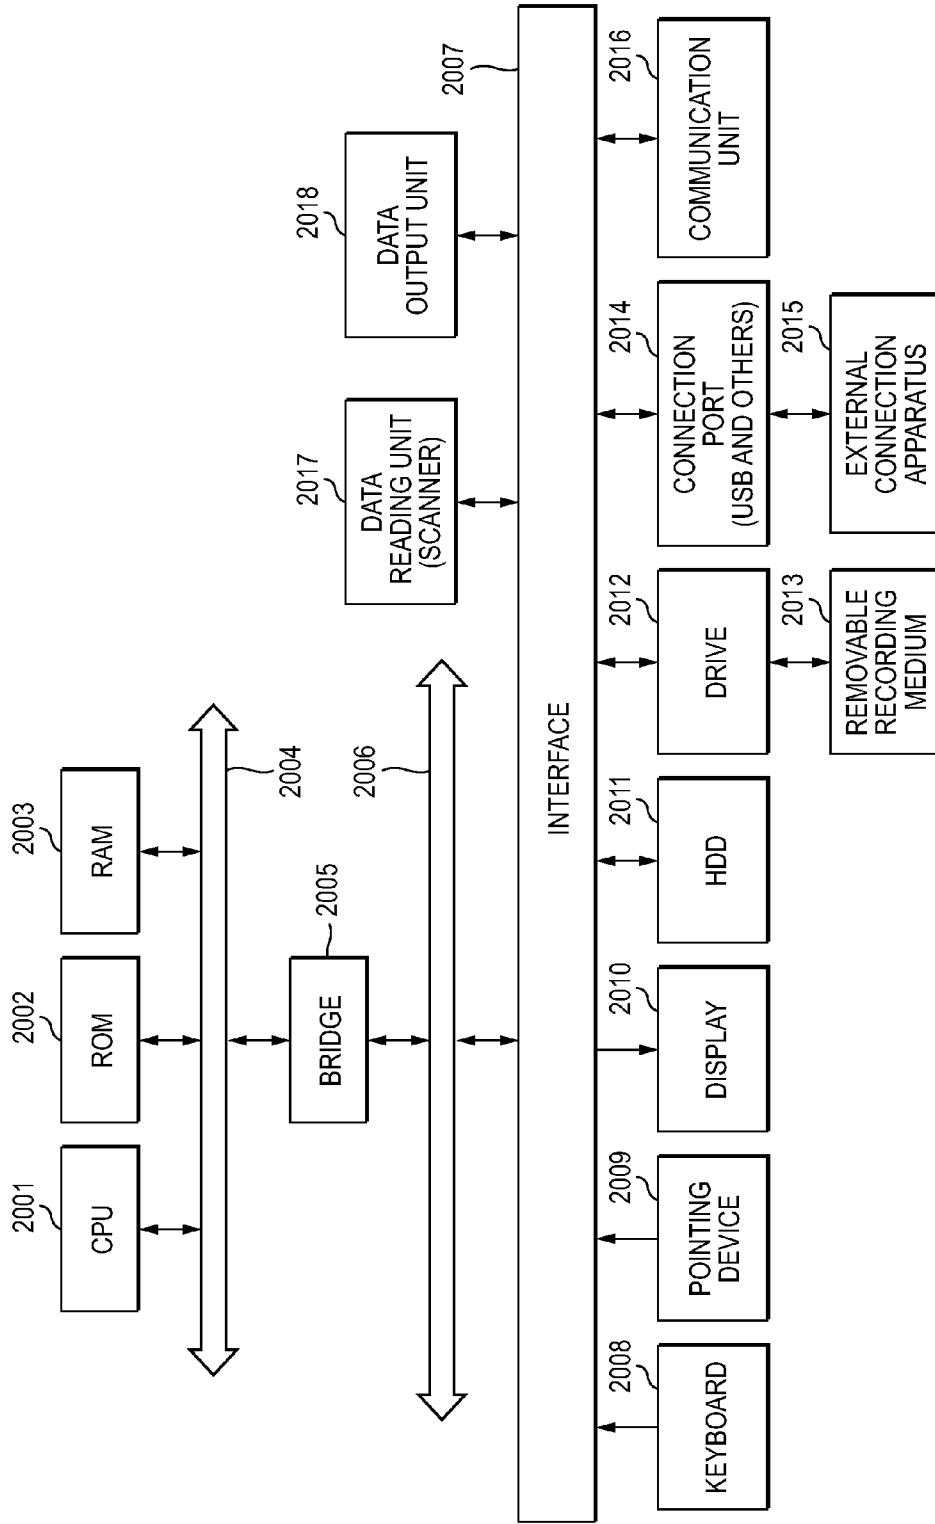 2001
CPU
2002
ROM
2003
RAM
2004
2005
BRIDGE
2006
2017
DATA
READING UNIT
(SCANNER)
2018
DATA
OUTPUT UNIT
2007
INTERFACE
2008
KEYBOARD
2009
POINTING
DEVICE
2010
DISPLAY
2011
HDD
2012
DRIVE
2014
CONNECTION
PORT
(USB AND OTHERS)
2016
COMMUNICATION
UNIT
2013
REMOVABLE
RECORDING
MEDIUM
2015
EXTERNAL
CONNECTION
APPARATUS